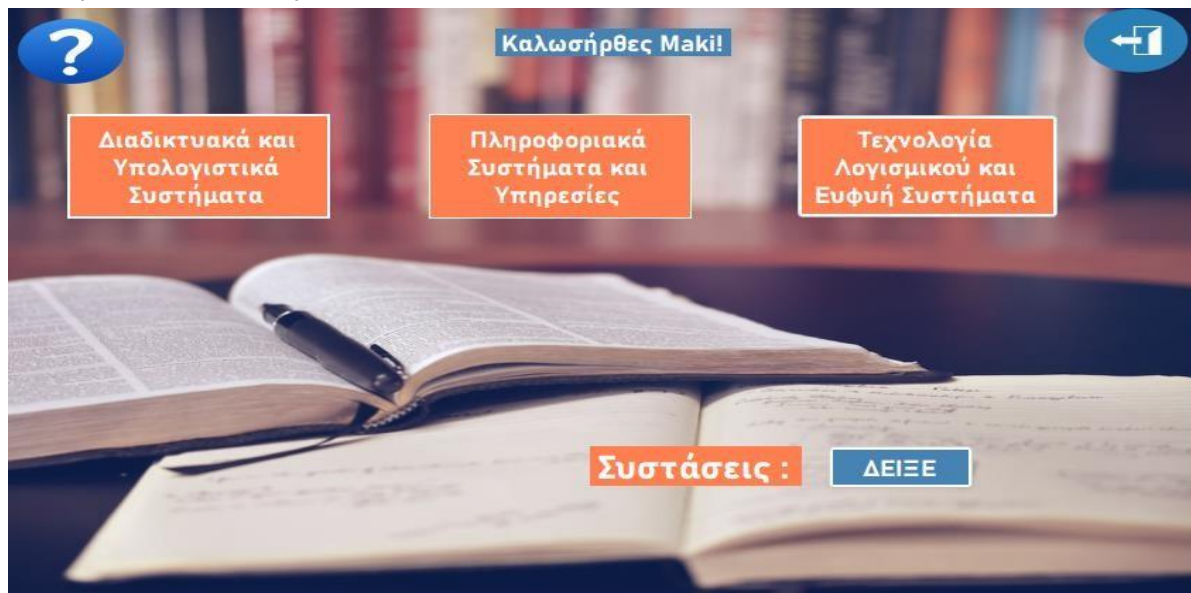 ?
Καλωσήρθες Maki!
Διαδικτυακά και
Υπολογιστικά
Συστήματα
Πληροφοριακά
Συστήματα και
Υπηρεσίες
Τεχνολογία
Λογισμικού και
Ευφυή Συστήματα
Συστάσεις :
ΔΕΙΞΕ